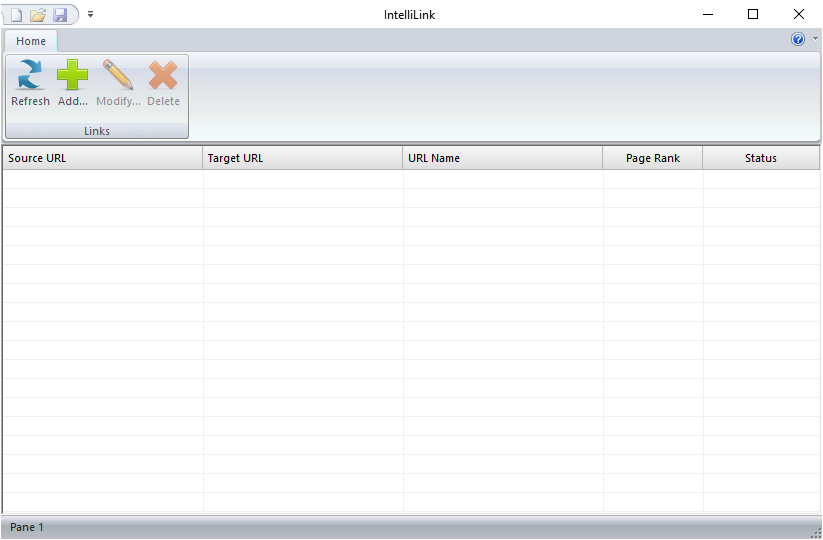 IntelliLink
Home
Refresh Add... Modify... Delete
Links
Source URL Target URL URL Name Page Rank Status
Pane 1